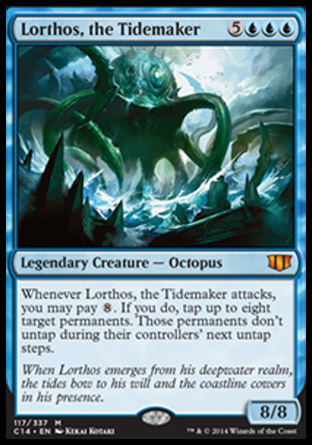 Lorthos, the Tidemaker 5
Legendary Creature — Octopus
Whenever Lorthos, the Tidemaker attacks,
you may pay 8. If you do, tap up to eight
target permanents. Those permanents don't
untap during their controllers' next untap
steps.
When Lorthos emerges from his deepwater realm,
the tides bow to his will and the coastline cowers
in his presence.
8/8
117/337 M
C14 • EN Kekai Kotaki
™ & © 2014 Wizards of the Coast